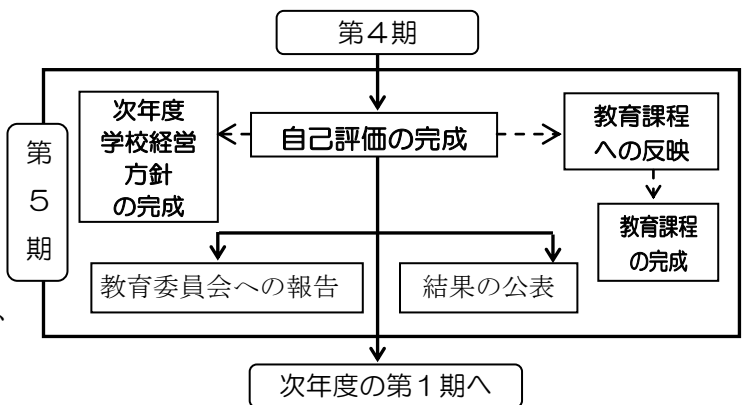 第4期
次年度
学校経営
方針
の完成
自己評価の完成
教育課程
への反映
第
5
期
教育課程
の完成
教育委員会への報告
結果の公表
、
次年度の第1期へ